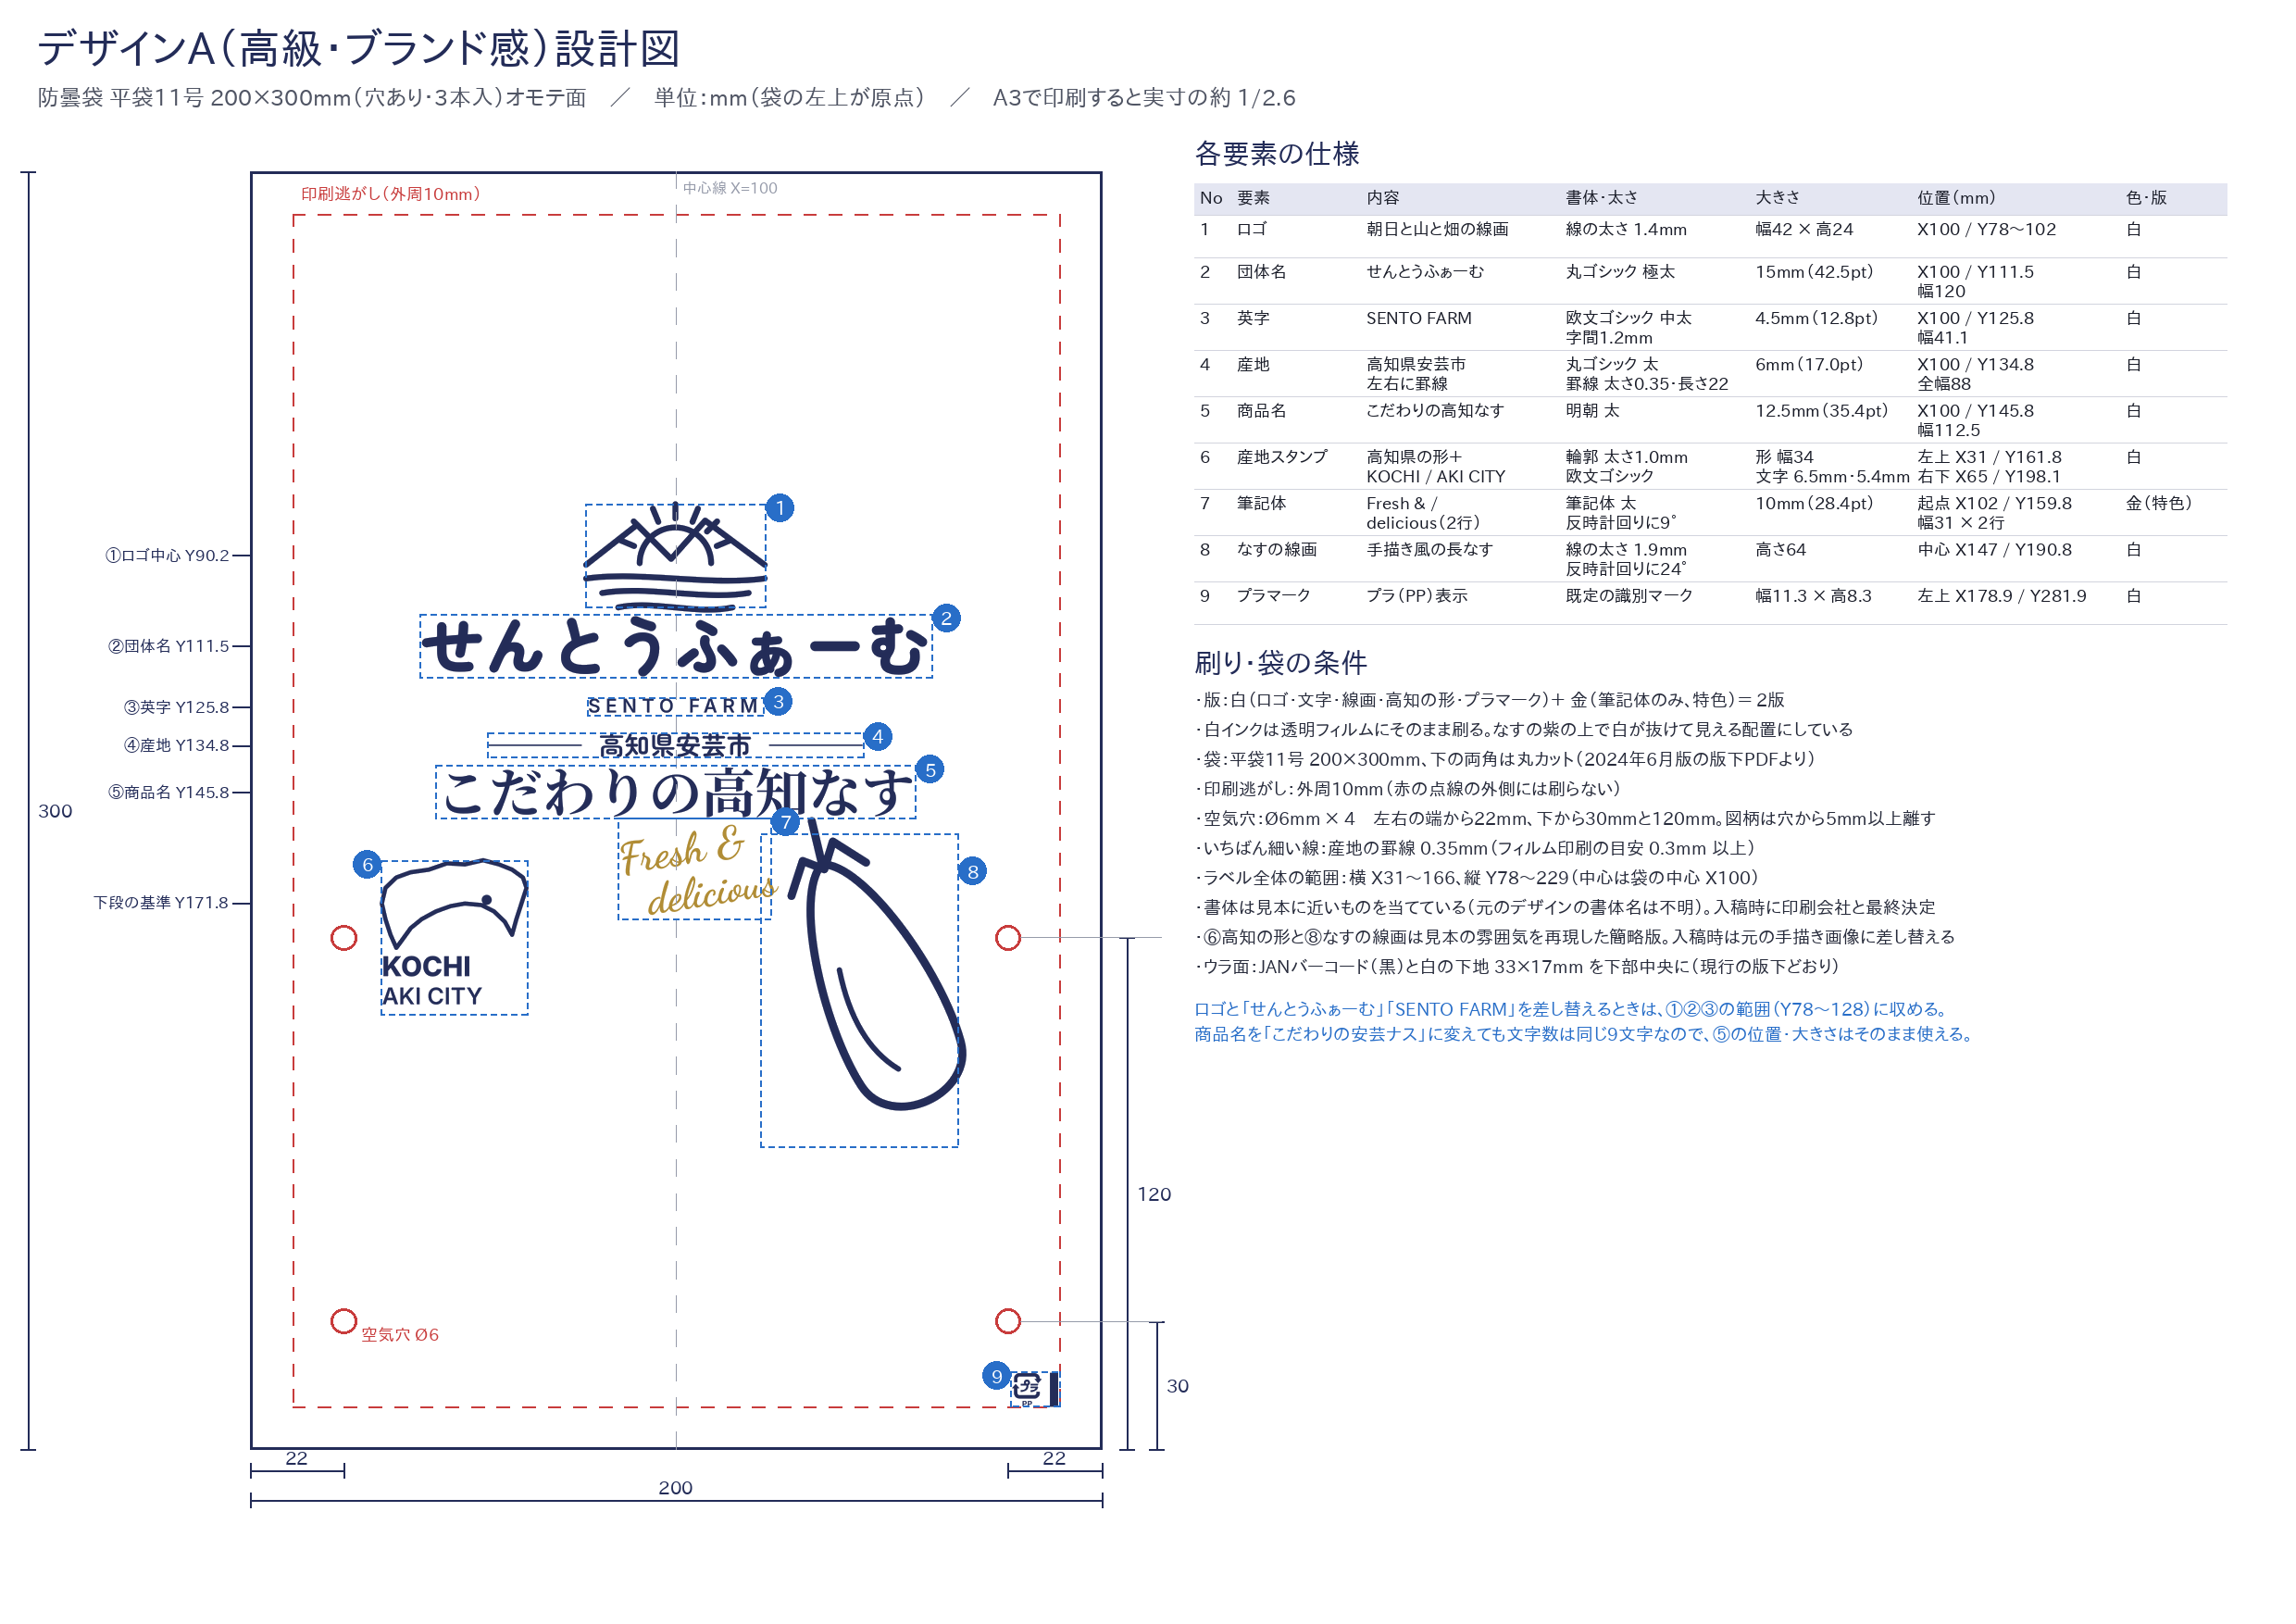 デザインA（高級・ブランド感）設計図
防曇袋 平袋11号 200×300mm（穴あり・3本入）オモテ面　／　単位：mm（袋の左上が原点）　／　A3で印刷すると実寸の約 1/2.6
印刷逃がし（外周10mm）
中心線 X=100
300
①ロゴ中心 Y90.2
②団体名 Y111.5
③英字 Y125.8
④産地 Y134.8
⑤商品名 Y145.8
下段の基準 Y171.8
1
せんとうふぁーむ
2
SENTO FARM
3
高知県安芸市
4
こだわりの高知なす
5
Fresh &
delicious
7
6
KOCHI
AKI CITY
8
空気穴 Ø6
9
プラ
PP
120
30
22
22
200
各要素の仕様
No 要素 内容 書体・太さ 大きさ 位置（mm） 色・版
1 ロゴ 朝日と山と畑の線画 線の太さ 1.4mm 幅42 × 高24 X100 / Y78～102 白
2 団体名 せんとうふぁーむ 丸ゴシック 極太 15mm（42.5pt） X100 / Y111.5 白
幅120
3 英字 SENTO FARM 欧文ゴシック 中太 4.5mm（12.8pt） X100 / Y125.8 白
字間1.2mm 幅41.1
4 産地 高知県安芸市 丸ゴシック 太 6mm（17.0pt） X100 / Y134.8 白
左右に罫線 罫線 太さ0.35・長さ22 全幅88
5 商品名 こだわりの高知なす 明朝 太 12.5mm（35.4pt） X100 / Y145.8 白
幅112.5
6 産地スタンプ 高知県の形＋ 輪郭 太さ1.0mm 形 幅34 左上 X31 / Y161.8 白
KOCHI / AKI CITY 欧文ゴシック 文字 6.5mm・5.4mm 右下 X65 / Y198.1
7 筆記体 Fresh & / 筆記体 太 10mm（28.4pt） 起点 X102 / Y159.8 金（特色）
delicious（2行） 反時計回りに9° 幅31 × 2行
8 なすの線画 手描き風の長なす 線の太さ 1.9mm 高さ64 中心 X147 / Y190.8 白
反時計回りに24°
9 プラマーク プラ（PP）表示 既定の識別マーク 幅11.3 × 高8.3 左上 X178.9 / Y281.9 白
刷り・袋の条件
・版：白（ロゴ・文字・線画・高知の形・プラマーク）＋ 金（筆記体のみ、特色）＝ 2版
・白インクは透明フィルムにそのまま刷る。なすの紫の上で白が抜けて見える配置にしている
・袋：平袋11号 200×300mm、下の両角は丸カット（2024年6月版の版下PDFより）
・印刷逃がし：外周10mm（赤の点線の外側には刷らない）
・空気穴：Ø6mm × 4　左右の端から22mm、下から30mmと120mm。図柄は穴から5mm以上離す
・いちばん細い線：産地の罫線 0.35mm（フィルム印刷の目安 0.3mm 以上）
・ラベル全体の範囲：横 X31～166、縦 Y78～229（中心は袋の中心 X100）
・書体は見本に近いものを当てている（元のデザインの書体名は不明）。入稿時に印刷会社と最終決定
・⑥高知の形と⑧なすの線画は見本の雰囲気を再現した簡略版。入稿時は元の手描き画像に差し替える
・ウラ面：JANバーコード（黒）と白の下地 33×17mm を下部中央に（現行の版下どおり）
ロゴと「せんとうふぁーむ」「SENTO FARM」を差し替えるときは、①②③の範囲（Y78～128）に収める。
商品名を「こだわりの安芸ナス」に変えても文字数は同じ9文字なので、⑤の位置・大きさはそのまま使える。